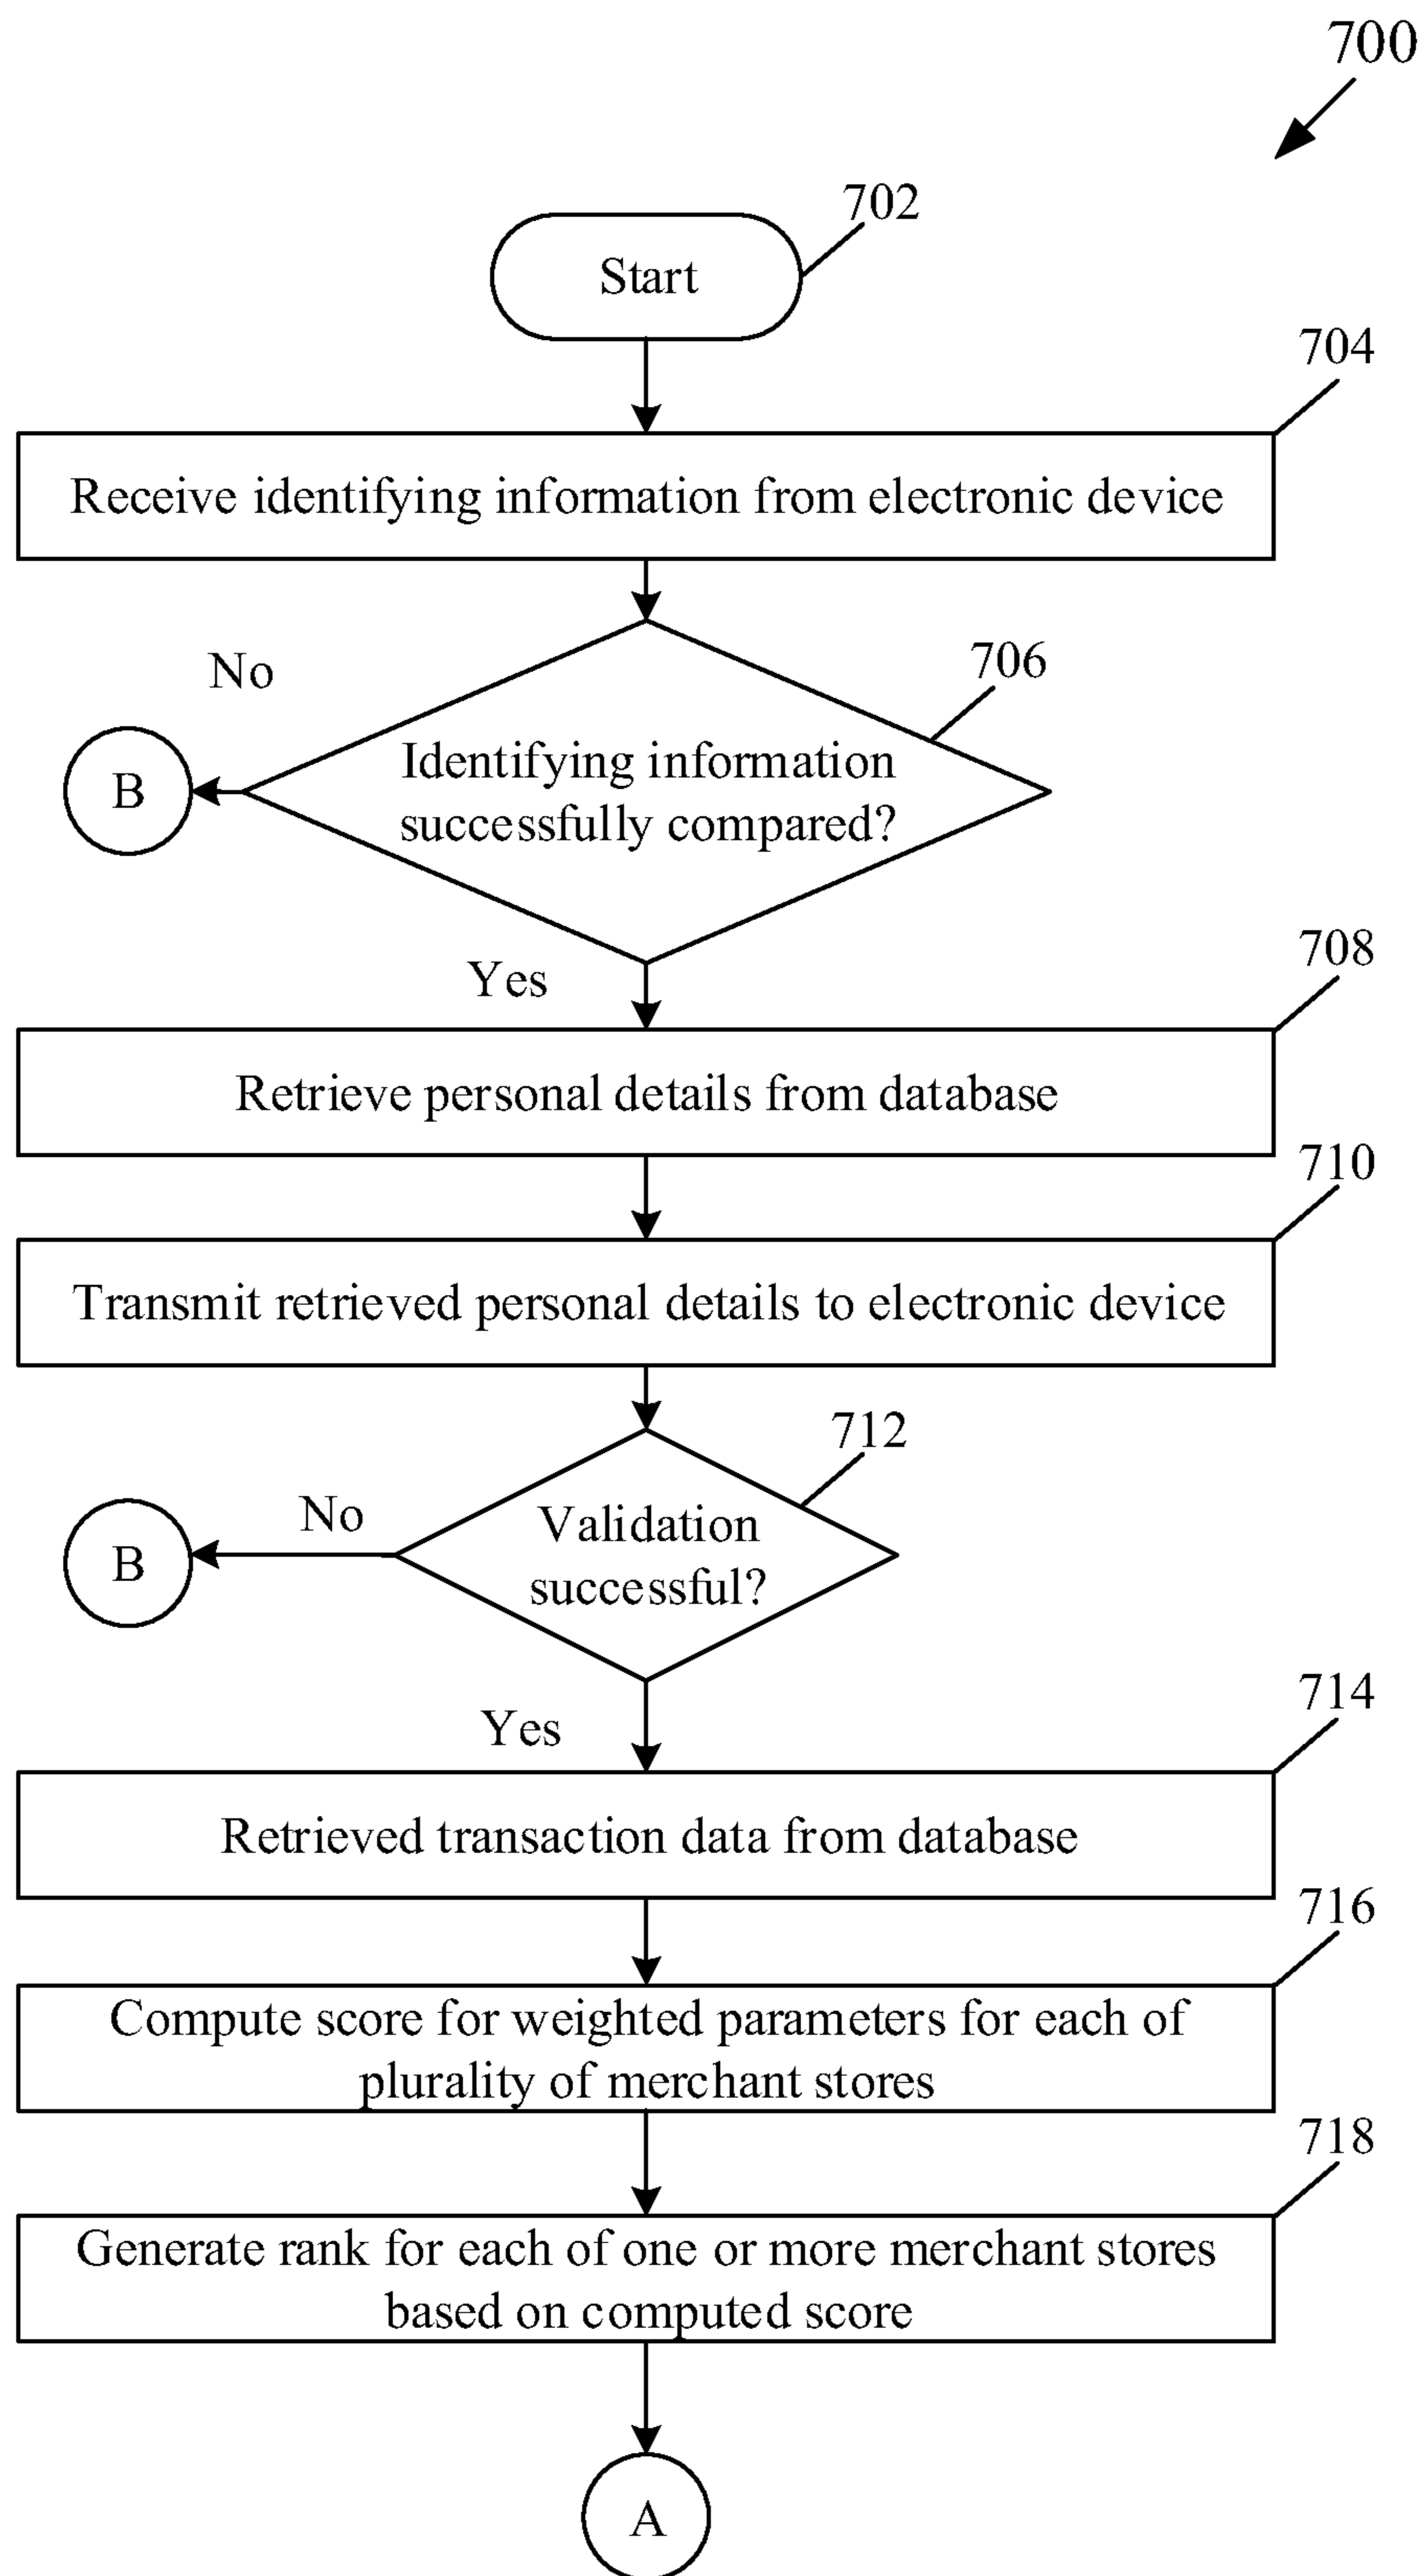 700
702
Start
704
Receive identifying information from electronic device
No
706
Identifying information
successfully compared?
B
Yes
708
Retrieve personal details from database
710
Transmit retrieved personal details to electronic device
712
No
Validation
successful?
B
Yes
714
Retrieved transaction data from database
716
Compute score for weighted parameters for each of
plurality of merchant stores
718
Generate rank for each of one or more merchant stores
based on computed score
A